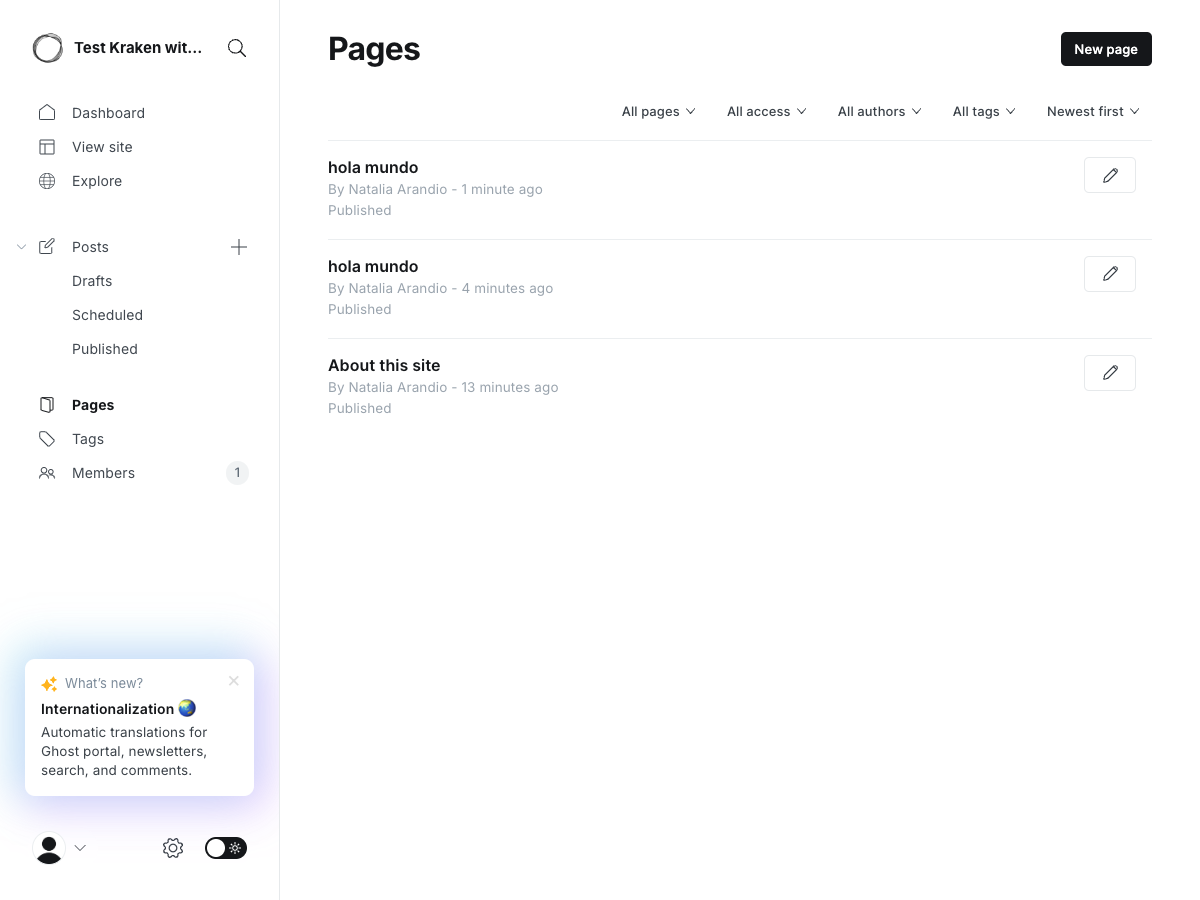 Test Kraken wit...
Dashboard
View site
Explore
Posts
Drafts
Scheduled
Published
Pages
Tags
Members
1
What's new?
Internationalization
Automatic translations for
Ghost portal, newsletters,
search, and comments.
Pages
New page
All pages
All access
All authors
All tags
Newest first
hola mundo
By Natalia Arandio - 1 minute ago
Published
hola mundo
By Natalia Arandio - 4 minutes ago
Published
About this site
By Natalia Arandio - 13 minutes ago
Published